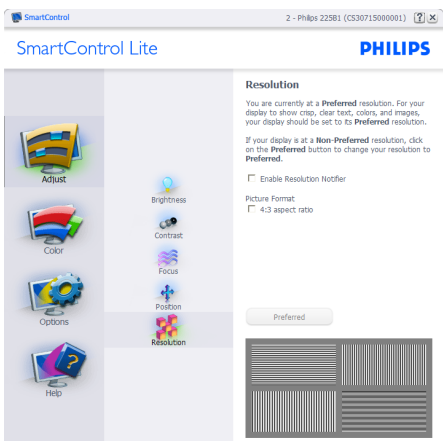 SmartControl
2 - Philips 225B1 (CS30715000001)
SmartControl Lite
PHILIPS
Adjust
Color
Options
Help
Brightness
Contrast
Focus
Position
Resolution
Resolution
You are currently at a Preferred resolution. For your
display to show crisp, clear text, colors, and images,
your display should be set to its Preferred resolution.
If your display is at a Non-Preferred resolution, click
on the Preferred button to change your resolution to
Preferred.
Enable Resolution Notifier
Picture Format
4:3 aspect ratio
Preferred